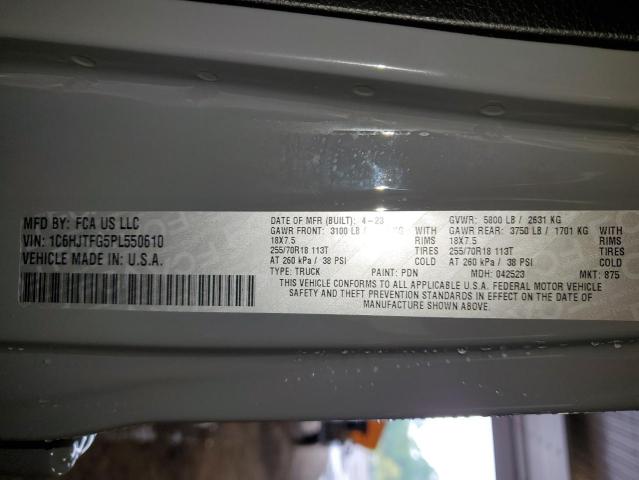 MFD BY: FCA US LLC
VIN: 1C6HJTFG5PL550610
VEHICLE MADE IN: U.S.A.
DATE OF MFR (BUILT): 4-23 GVWR: 5800 LB / 2631 KG
GAWR FRONT: 3100 LB / KG WITH GAWR REAR: 3750 LB / 1701 KG WITH
18X7.5 RIMS 18X7.5 RIMS
255/70R18 113T TIRES 255/70R18 113T TIRES
AT 260 kPa / 38 PSI COLD AT 260 kPa / 38 PSI COLD
TYPE: TRUCK PAINT: PDN MDH: 042523 MKT: 875
THIS VEHICLE CONFORMS TO ALL APPLICABLE U.S.A. FEDERAL MOTOR VEHICLE
SAFETY AND THEFT PREVENTION STANDARDS IN EFFECT ON THE DATE OF
MANUFACTURE SHOWN ABOVE.